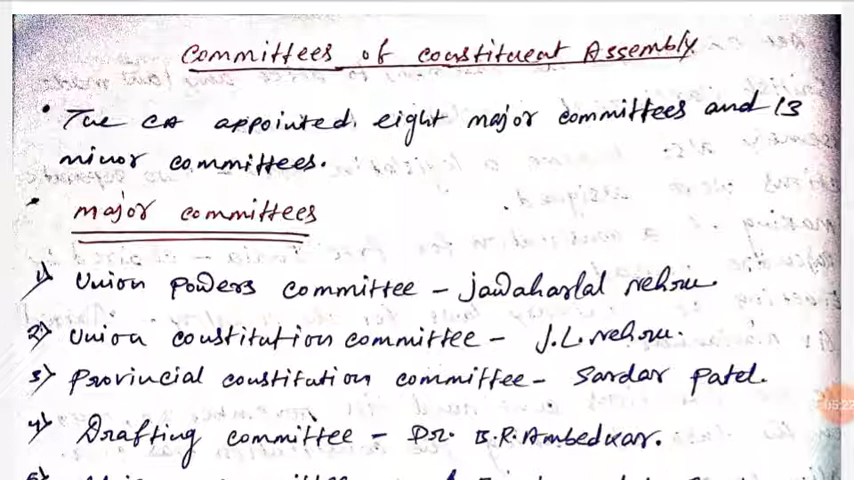 Committees of constituent Assembly
• The CA appointed, eight major committees and 13
minor committees.
• major committees
1) Union powers committee - jawaharlal nehru.
2) Union constitution committee - J.L.nehru.
3) Provincial constitution committee - Sardar patel.
4) Drafting committee - Dr. B.R.Ambedkar.
5)